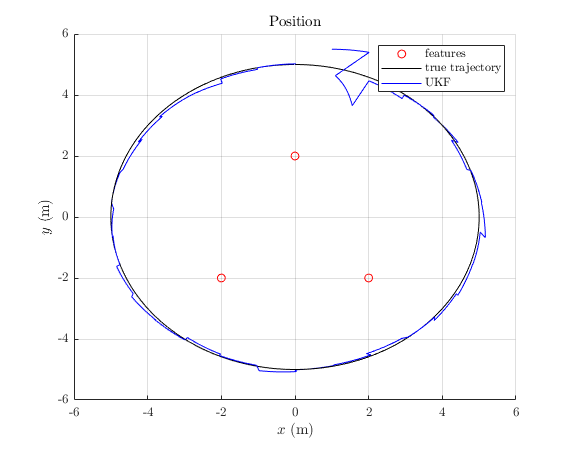 Position
features
true trajectory
UKF
6
4
2
0
-2
-4
-6
y (m)
-6 -4 -2 0 2 4 6
x (m)